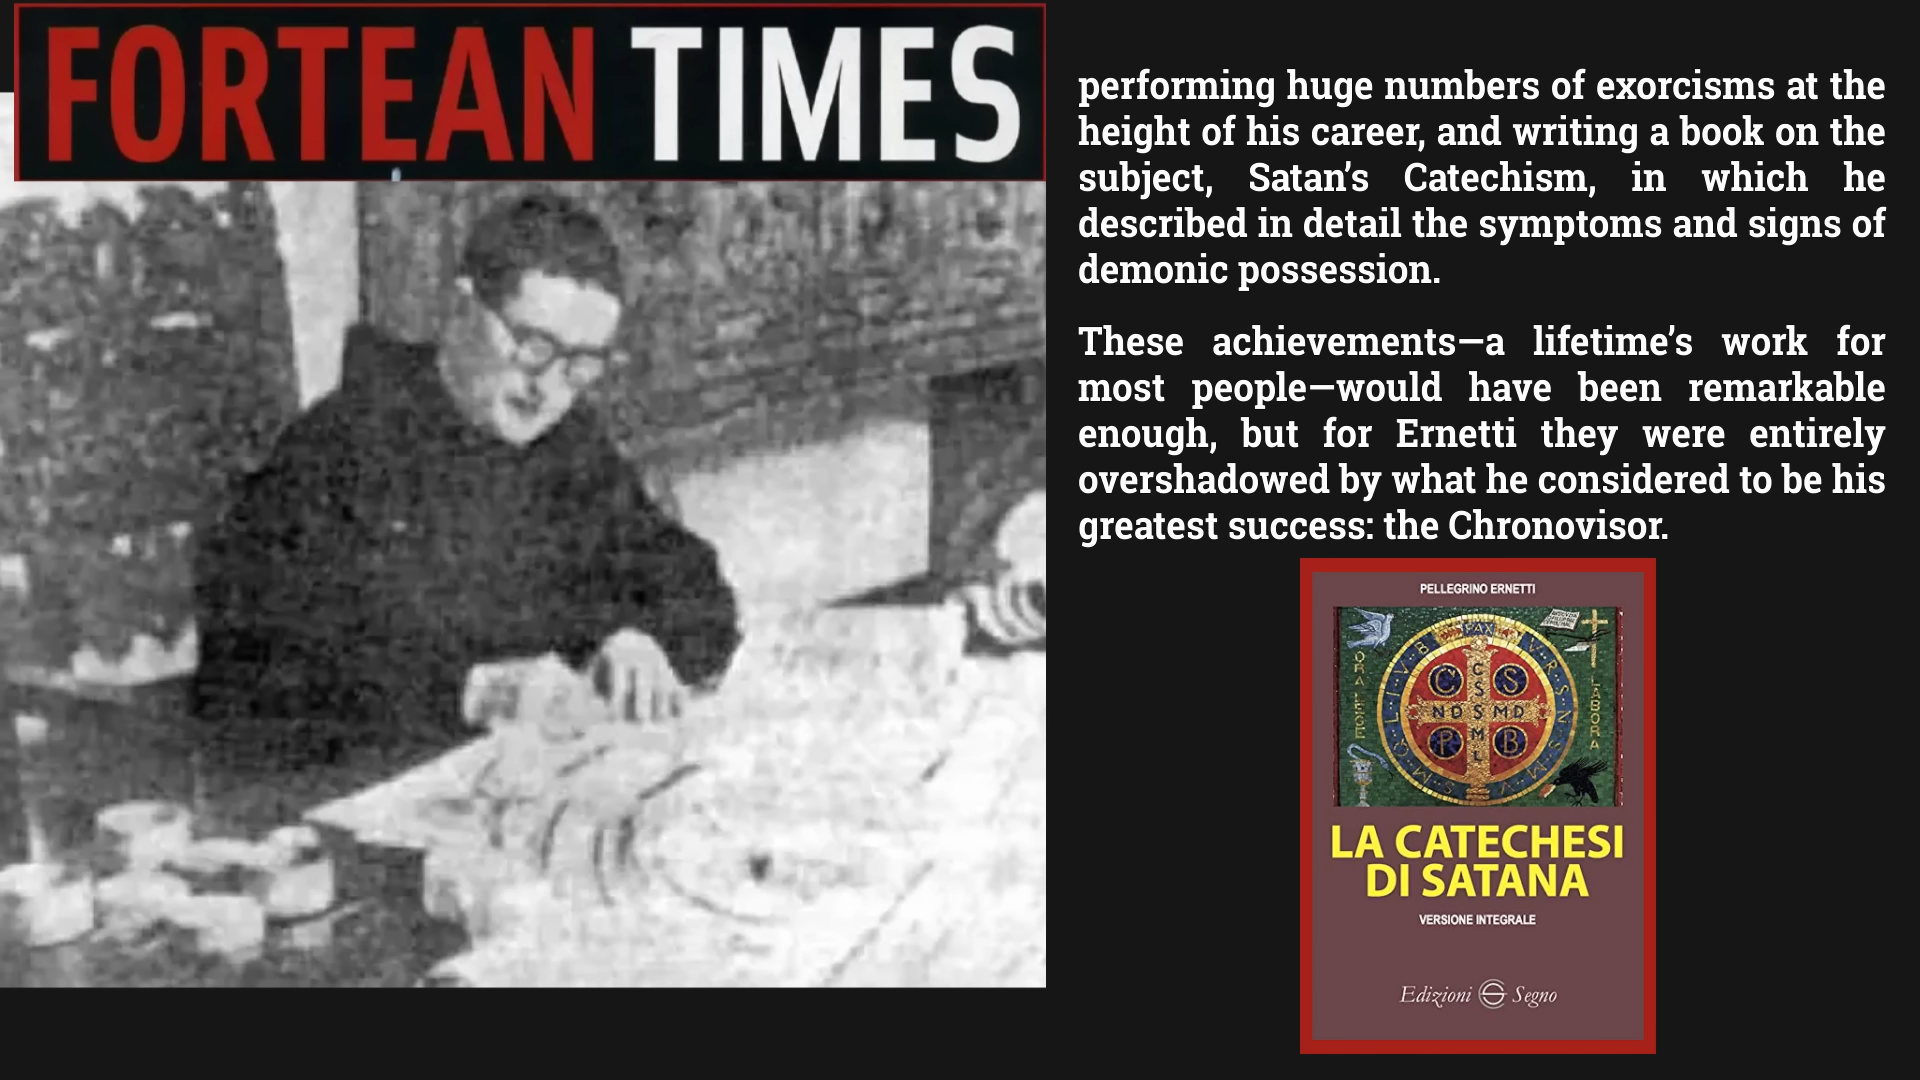 FORTEAN TIMES
performing huge numbers of exorcisms at the
height of his career, and writing a book on the
subject, Satan’s Catechism, in which he
described in detail the symptoms and signs of
demonic possession.
These achievements—a lifetime’s work for
most people—would have been remarkable
enough, but for Ernetti they were entirely
overshadowed by what he considered to be his
greatest success: the Chronovisor.
PELLEGRINO ERNETTI
ORA LEGE
LABORA
C S
P B
C S S M L
N D S M D
LA CATECHESI
DI SATANA
VERSIONE INTEGRALE
Edizioni Segno